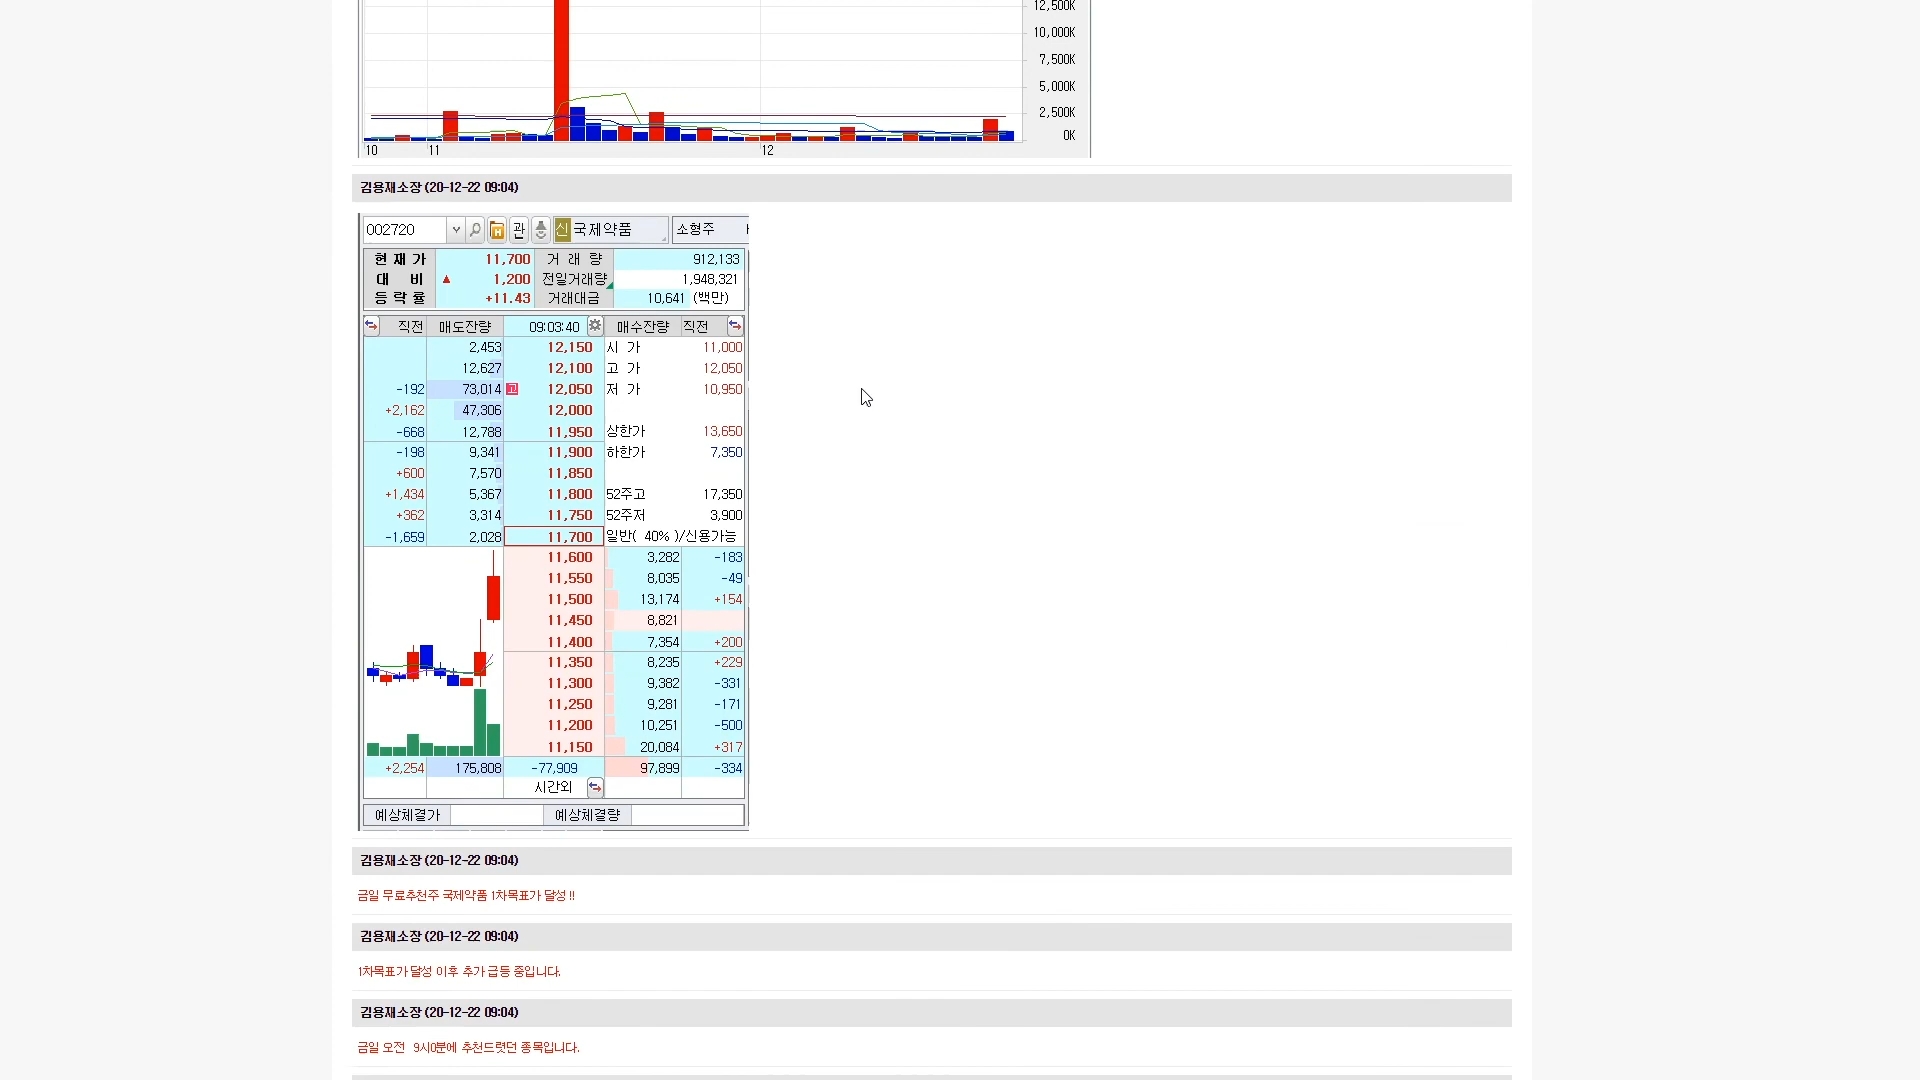 12,500K
10,000K
7,500K
5,000K
2,500K
0K
10 11 12
김용재소장 (20-12-22 09:04)
002720 관 신 국제약품 소형주
현 재 가 11,700 거 래 량 912,133
대 비 ▲ 1,200 전일거래량 1,948,321
등 락 율 +11.43 거래대금 10,641 (백만)
직전 매도잔량 09:03:40 매수잔량 직전
2,453 12,150 시 가 11,000
12,627 12,100 고 가 12,050
-192 73,014 고 12,050 저 가 10,950
+2,162 47,306 12,000
-668 12,788 11,950 상한가 13,650
-198 9,341 11,900 하한가 7,350
+600 7,570 11,850
+1,434 5,367 11,800 52주고 17,350
+362 3,314 11,750 52주저 3,900
-1,659 2,028 11,700 일반( 40% )/신용가능
11,600 3,282 -183
11,550 8,035 -49
11,500 13,174 +154
11,450 8,821
11,400 7,354 +200
11,350 8,235 +229
11,300 9,382 -331
11,250 9,281 -171
11,200 10,251 -500
11,150 20,084 +317
+2,254 175,808 -77,909 97,899 -334
시간외
예상체결가 예상체결량
김용재소장 (20-12-22 09:04)
금일 무료추천주 국제약품 1차목표가 달성 !!
김용재소장 (20-12-22 09:04)
1차목표가 달성 이후 추가 급등 중입니다.
김용재소장 (20-12-22 09:04)
금일 오전 9시0분에 추천드렷던 종목입니다.